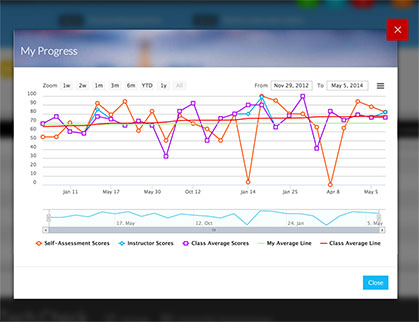 My Progress
Zoom 1w 2w 1m 3m 6m YTD 1y All From Nov 29, 2012 To May 5, 2014
100
90
80
70
60
50
40
30
20
10
0
Jan 11 May 17 May 30 Oct 12 Jan 14 Jan 25 Apr 8 May 5
17. May 12. Oct 24. Jan 5. May
Self-Assessment Scores Instructor Scores Class Average Scores My Average Line Class Average Line
Close